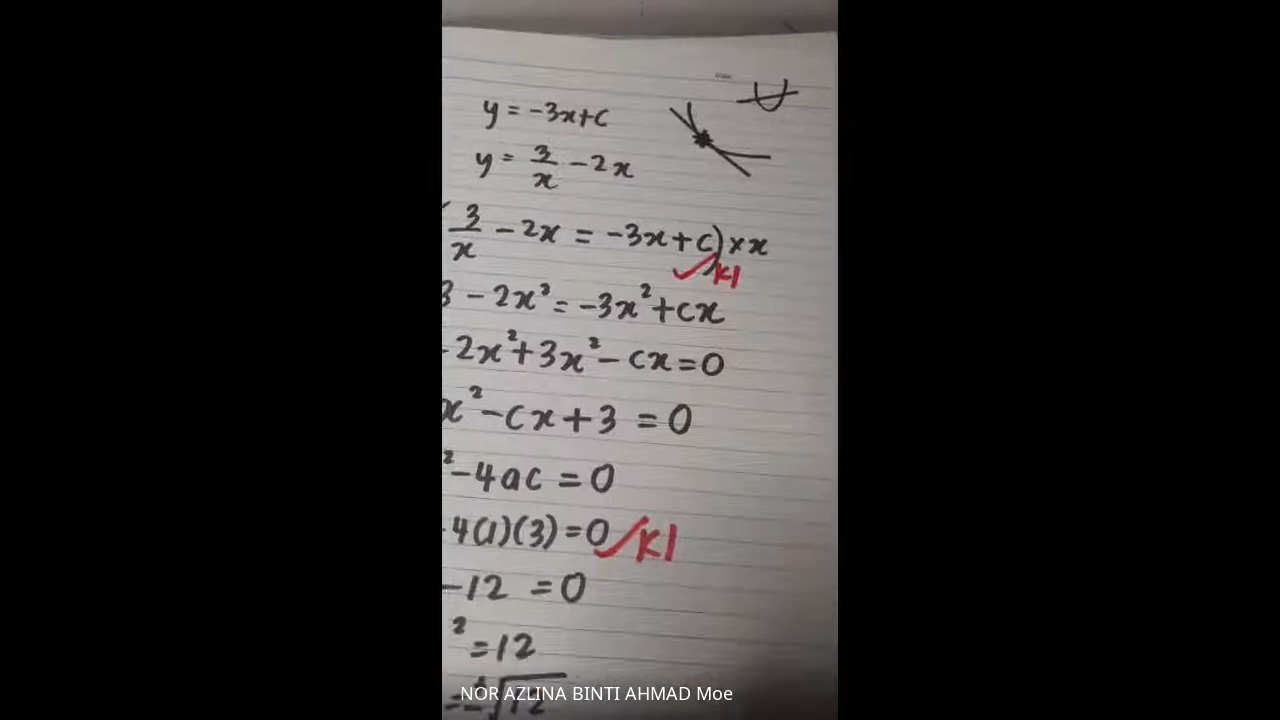 y = -3x+c
y = 3/x - 2x
3/x - 2x = -3x+c) × x
K1
3 - 2x² = -3x² + cx
2x² + 3x² - cx = 0
x² - cx + 3 = 0
² - 4ac = 0
4(1)(3) = 0 K1
-12 = 0
² = 12
= ±√12
NOR AZLINA BINTI AHMAD Moe